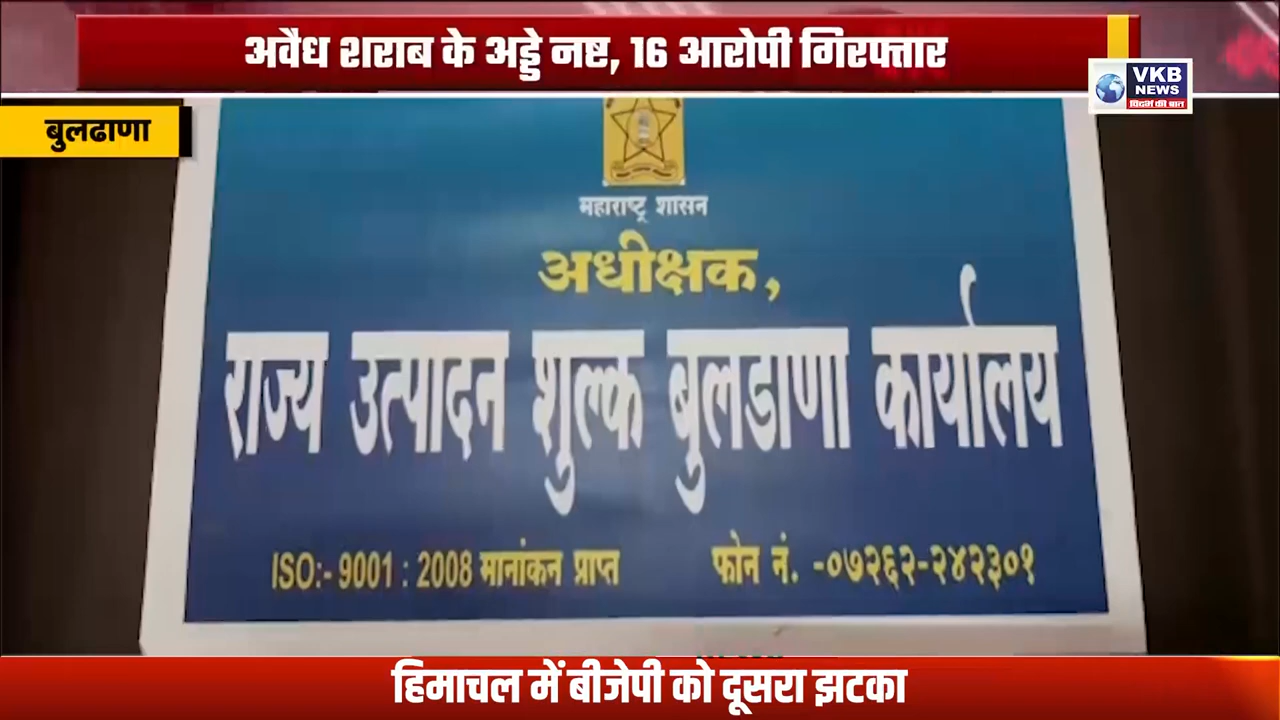 अवैध शराब के अड्डे नष्ट, 16 आरोपी गिरफ्तार
VKB
NEWS
विदर्भ की बात
बुलढाणा
महाराष्ट्र शासन
अधीक्षक,
राज्य उत्पादन शुल्क बुलडाणा कार्यालय
ISO:- 9001 : 2008 मानांकन प्राप्त फोन नं. -०७२६२-२४२३०१
हिमाचल में बीजेपी को दूसरा झटका